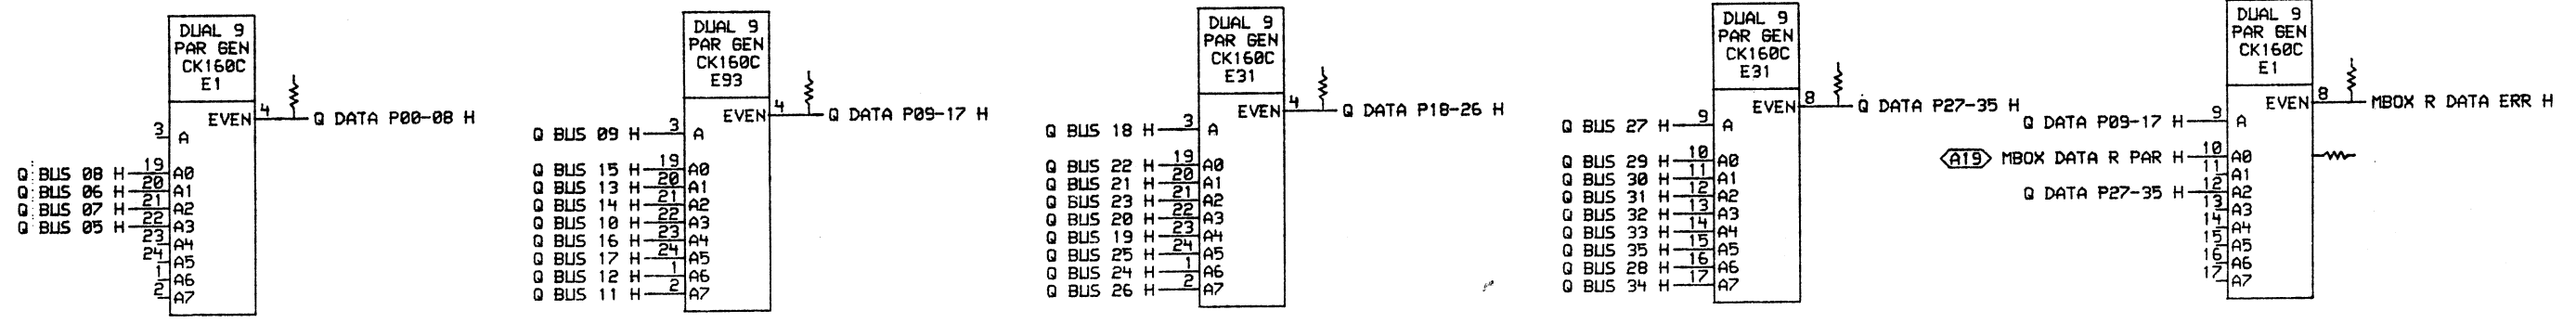 DUAL 9
PAR GEN
CK160C
E1
EVEN 4 Q DATA P00-08 H
3 A
Q BUS 08 H 19 A0
Q BUS 06 H 20 A1
Q BUS 07 H 21 A2
Q BUS 05 H 22 A3
23 A4
24 A5
1 A6
2 A7
DUAL 9
PAR GEN
CK160C
E93
EVEN 4 Q DATA P09-17 H
Q BUS 09 H 3 A
Q BUS 15 H 19 A0
Q BUS 13 H 20 A1
Q BUS 14 H 21 A2
Q BUS 10 H 22 A3
Q BUS 16 H 23 A4
Q BUS 17 H 24 A5
Q BUS 12 H 1 A6
Q BUS 11 H 2 A7
DUAL 9
PAR GEN
CK160C
E31
EVEN 4 Q DATA P18-26 H
Q BUS 18 H 3 A
Q BUS 22 H 19 A0
Q BUS 21 H 20 A1
Q BUS 23 H 21 A2
Q BUS 20 H 22 A3
Q BUS 19 H 23 A4
Q BUS 25 H 24 A5
Q BUS 24 H 1 A6
Q BUS 26 H 2 A7
DUAL 9
PAR GEN
CK160C
E31
EVEN 8 Q DATA P27-35 H
Q BUS 27 H 9 A
Q BUS 29 H 10 A0
Q BUS 30 H 11 A1
Q BUS 31 H 12 A2
Q BUS 32 H 13 A3
Q BUS 33 H 14 A4
Q BUS 35 H 15 A5
Q BUS 28 H 16 A6
Q BUS 34 H 17 A7
DUAL 9
PAR GEN
CK160C
E1
EVEN 8 MBOX R DATA ERR H
Q DATA P09-17 H 9 A
A19 MBOX DATA R PAR H 10 A0
11 A1
Q DATA P27-35 H 12 A2
13 A3
14 A4
15 A5
16 A6
17 A7